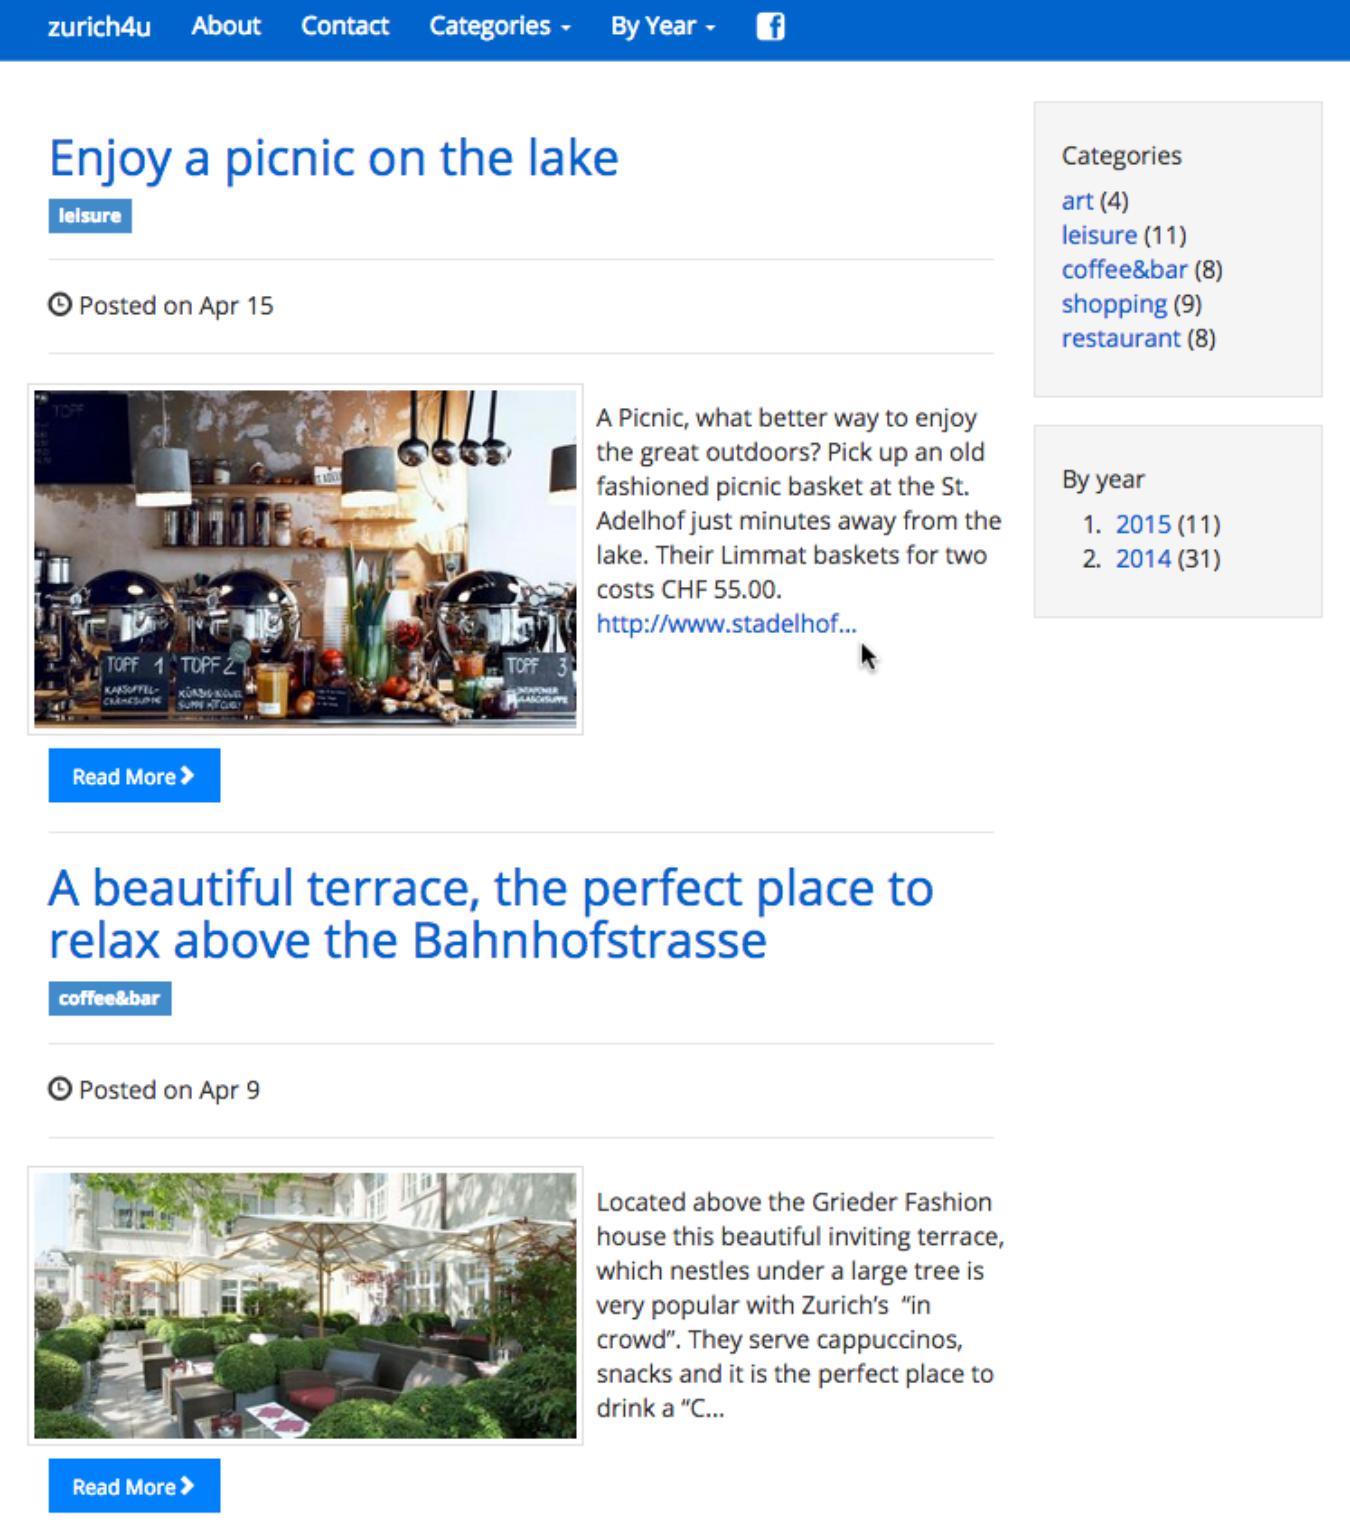 zurich4u About Contact Categories By Year
Enjoy a picnic on the lake
leisure
Posted on Apr 15
TOPF
TOPF 1
KARTOFFEL-
CRÈMESUPPE
TOPF 2
TOPF 3
A Picnic, what better way to enjoy
the great outdoors? Pick up an old
fashioned picnic basket at the St.
Adelhof just minutes away from the
lake. Their Limmat baskets for two
costs CHF 55.00.
http://www.stadelhof...
Read More
A beautiful terrace, the perfect place to
relax above the Bahnhofstrasse
coffee&bar
Posted on Apr 9
Located above the Grieder Fashion
house this beautiful inviting terrace,
which nestles under a large tree is
very popular with Zurich’s  “in
crowd”. They serve cappuccinos,
snacks and it is the perfect place to
drink a “C...
Read More
Categories
art (4)
leisure (11)
coffee&bar (8)
shopping (9)
restaurant (8)
By year
1. 2015 (11)
2. 2014 (31)